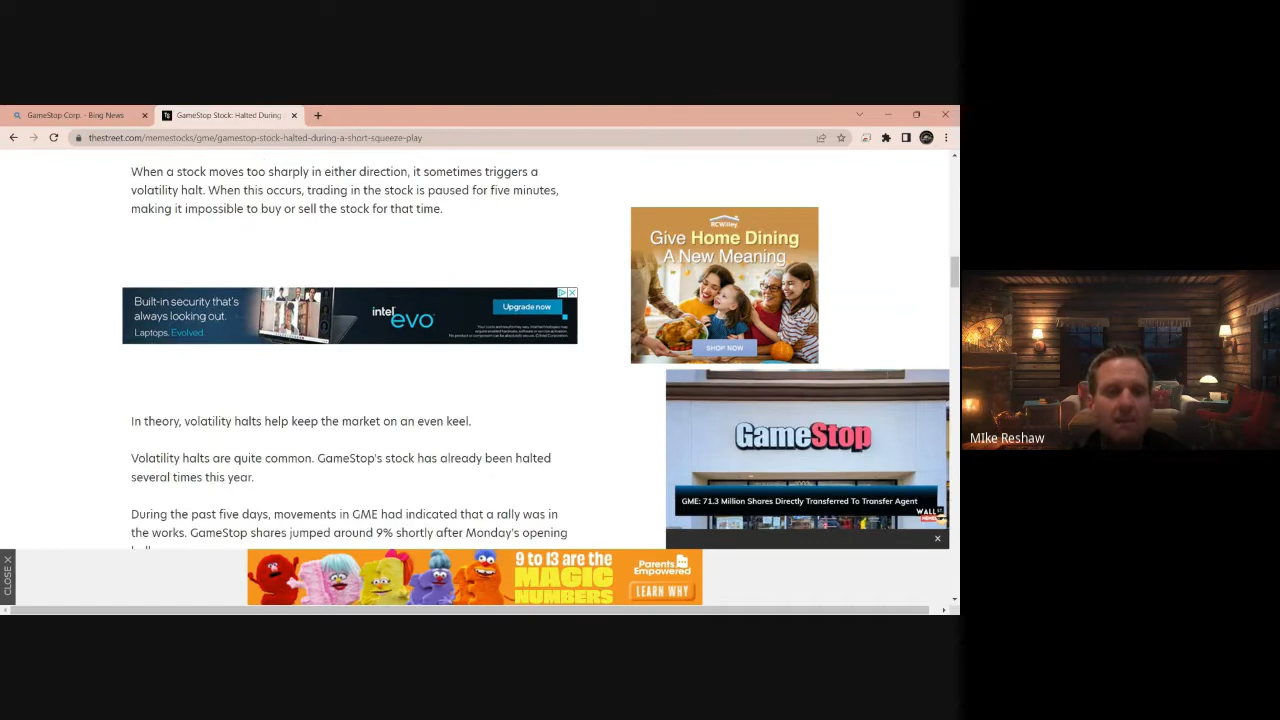 GameStop Corp. - Bing News
GameStop Stock: Halted During
thestreet.com/memestocks/gme/gamestop-stock-halted-during-a-short-squeeze-play
When a stock moves too sharply in either direction, it sometimes triggers a
volatility halt. When this occurs, trading in the stock is paused for five minutes,
making it impossible to buy or sell the stock for that time.
RCWilley
Give Home Dining
A New Meaning
SHOP NOW
Built-in security that's
always looking out.
Laptops. Evolved.
intel
evo
Upgrade now
In theory, volatility halts help keep the market on an even keel.
Volatility halts are quite common. GameStop's stock has already been halted
several times this year.
During the past five days, movements in GME had indicated that a rally was in
the works. GameStop shares jumped around 9% shortly after Monday's opening
GameStop
GME: 71.3 Million Shares Directly Transferred To Transfer Agent
WALL ST
MIke Reshaw
CLOSE X
9 to 13 are the
MAGIC
NUMBERS
Parents
Empowered
LEARN WHY